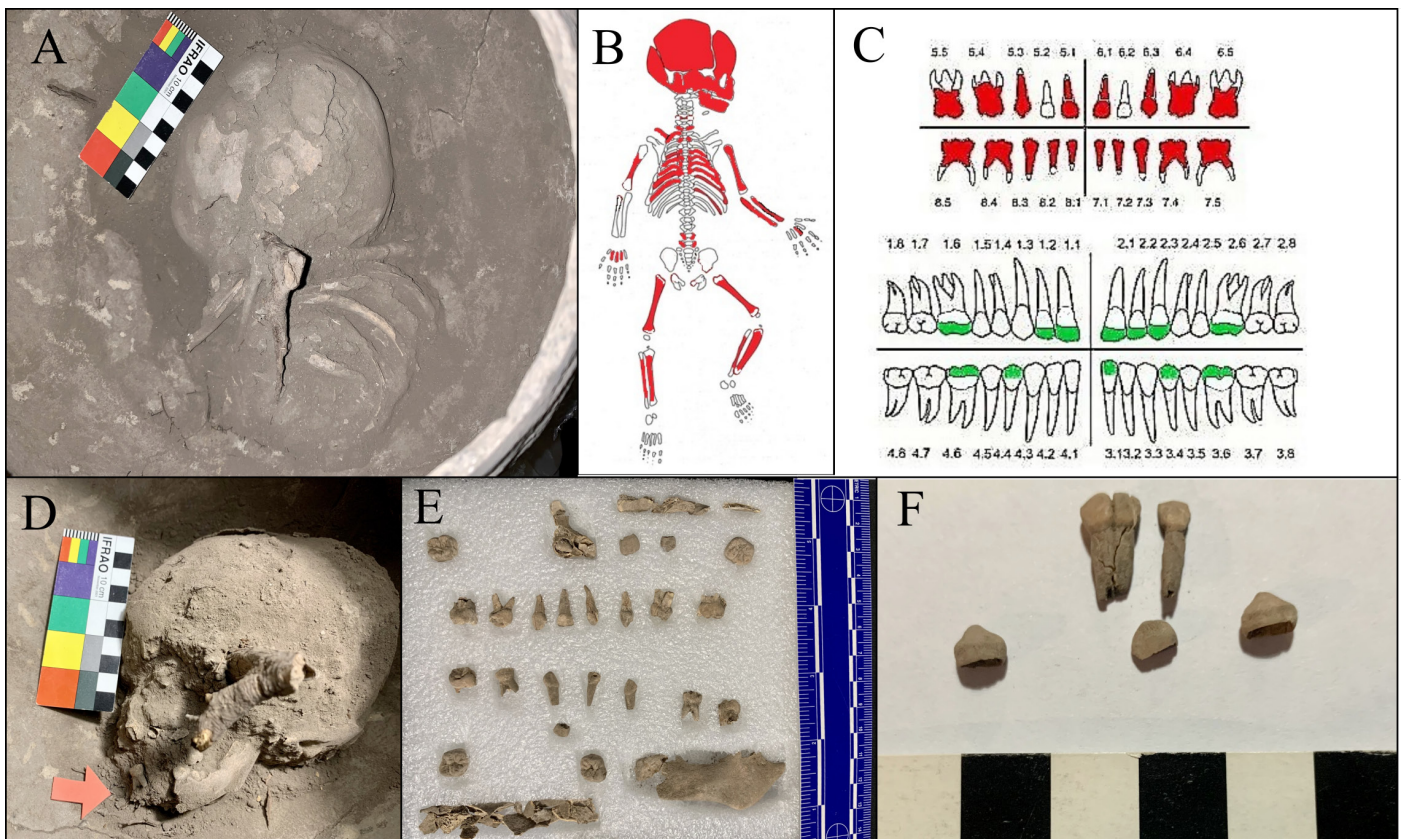 A
IFRAO
10 cm
B
C
5.5 5.4 5.3 5.2 5.1 6.1 6.2 6.3 6.4 6.5
8.5 8.4 8.3 8.2 8.1 7.1 7.2 7.3 7.4 7.5
1.8 1.7 1.6 1.5 1.4 1.3 1.2 1.1 2.1 2.2 2.3 2.4 2.5 2.6 2.7 2.8
4.8 4.7 4.6 4.5 4.4 4.3 4.2 4.1 3.1 3.2 3.3 3.4 3.5 3.6 3.7 3.8
D
IFRAO
10 cm
E
F